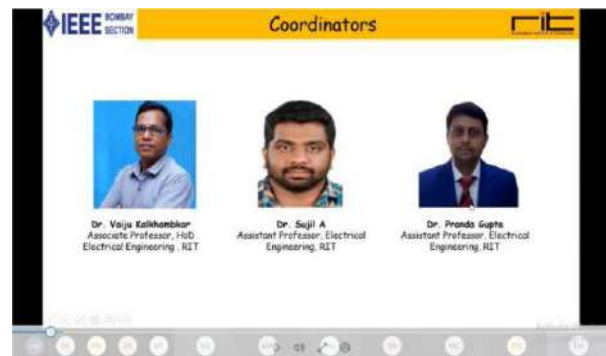 IEEE BOMBAY
SECTION
Coordinators
rit
Dr. Vaiju Kalkhambkar
Associate Professor, HoD
Electrical Engineering , RIT
Dr. Sujil A
Assistant Professor, Electrical
Engineering, RIT
Dr. Pranda Gupta
Assistant Professor, Electrical
Engineering, RIT